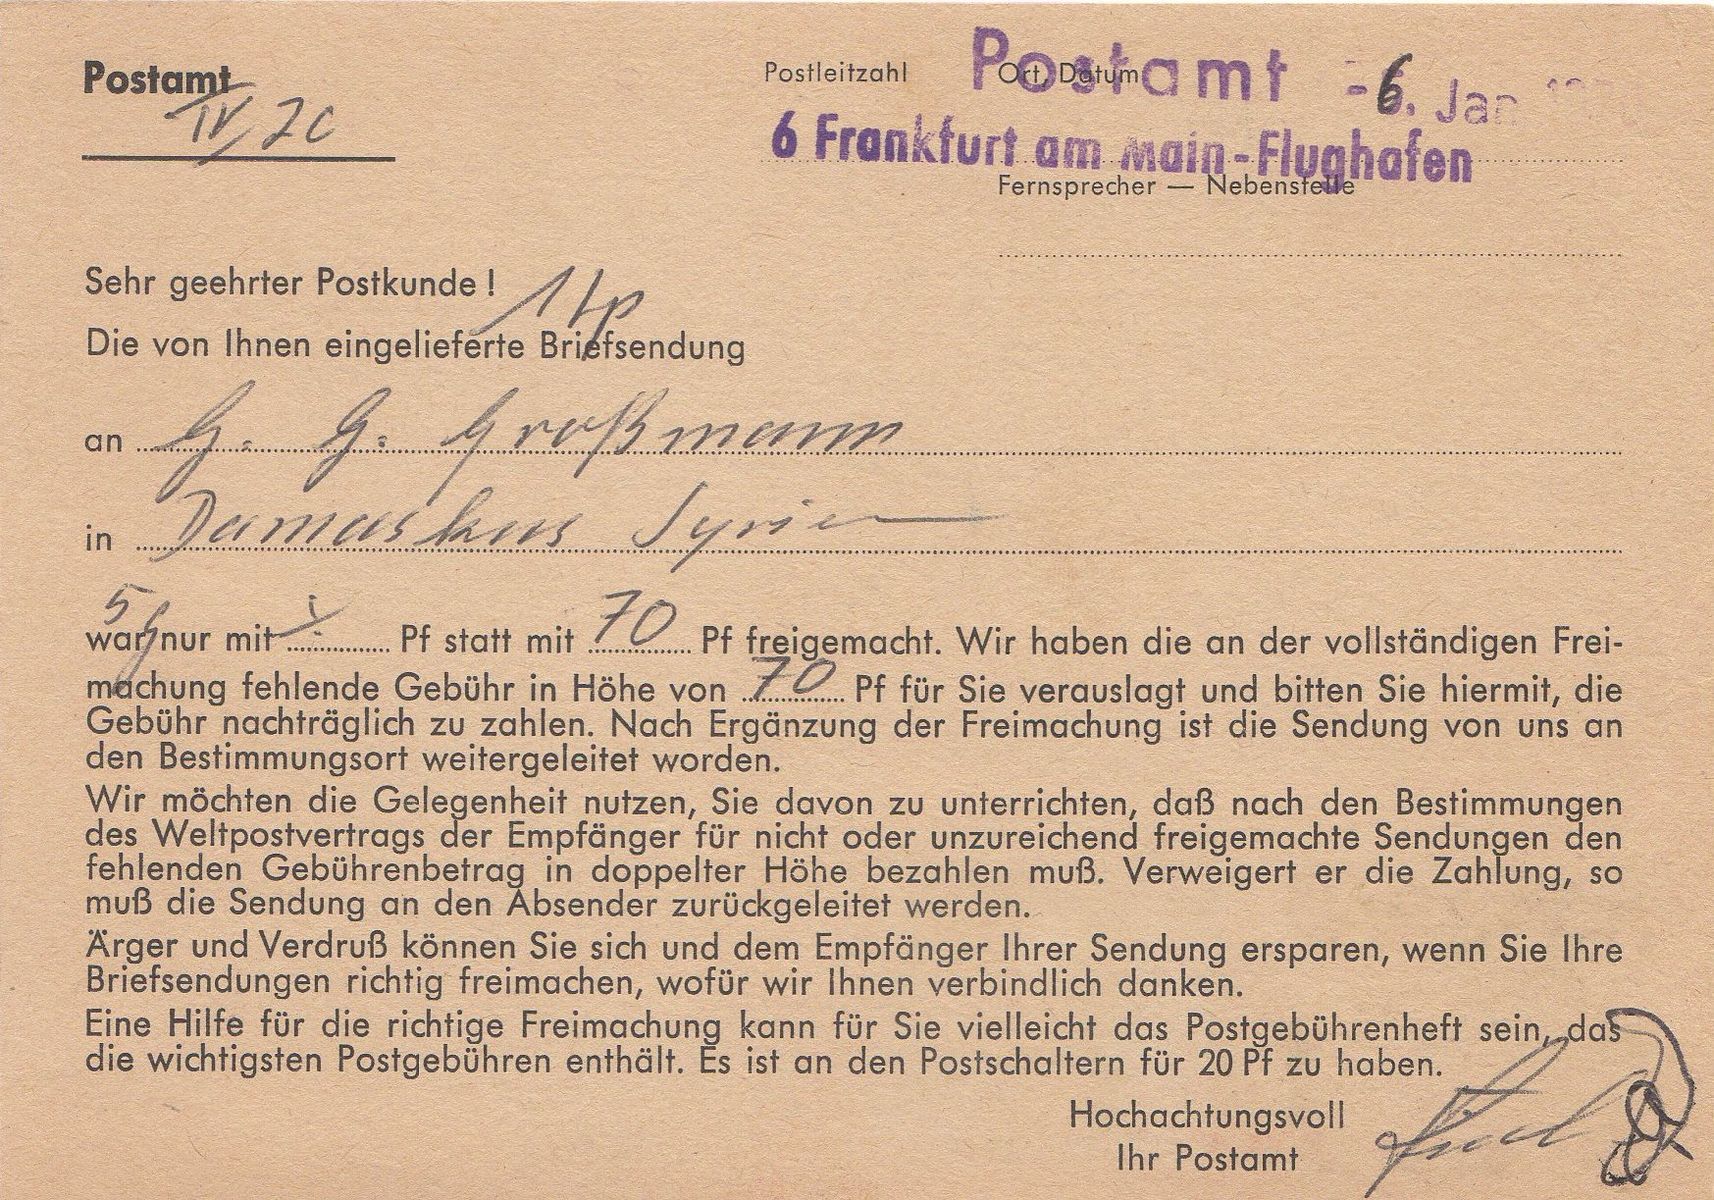 Postamt
IV/7c
Postleitzahl Ort, Datum
Postamt -6. Jan
6 Frankfurt am Main-Flughafen
Fernsprecher — Nebenstelle
Sehr geehrter Postkunde!
Die von Ihnen eingelieferte Briefsendung
an G. G. Großmann
in Damaskus Syrien
5g
war nur mit ./. Pf statt mit 70 Pf freigemacht. Wir haben die an der vollständigen Frei-
machung fehlende Gebühr in Höhe von 70 Pf für Sie verauslagt und bitten Sie hiermit, die
Gebühr nachträglich zu zahlen. Nach Ergänzung der Freimachung ist die Sendung von uns an
den Bestimmungsort weitergeleitet worden.
Wir möchten die Gelegenheit nutzen, Sie davon zu unterrichten, daß nach den Bestimmungen
des Weltpostvertrags der Empfänger für nicht oder unzureichend freigemachte Sendungen den
fehlenden Gebührenbetrag in doppelter Höhe bezahlen muß. Verweigert er die Zahlung, so
muß die Sendung an den Absender zurückgeleitet werden.
Ärger und Verdruß können Sie sich und dem Empfänger Ihrer Sendung ersparen, wenn Sie Ihre
Briefsendungen richtig freimachen, wofür wir Ihnen verbindlich danken.
Eine Hilfe für die richtige Freimachung kann für Sie vielleicht das Postgebührenheft sein, das
die wichtigsten Postgebühren enthält. Es ist an den Postschaltern für 20 Pf zu haben.
Hochachtungsvoll
Ihr Postamt